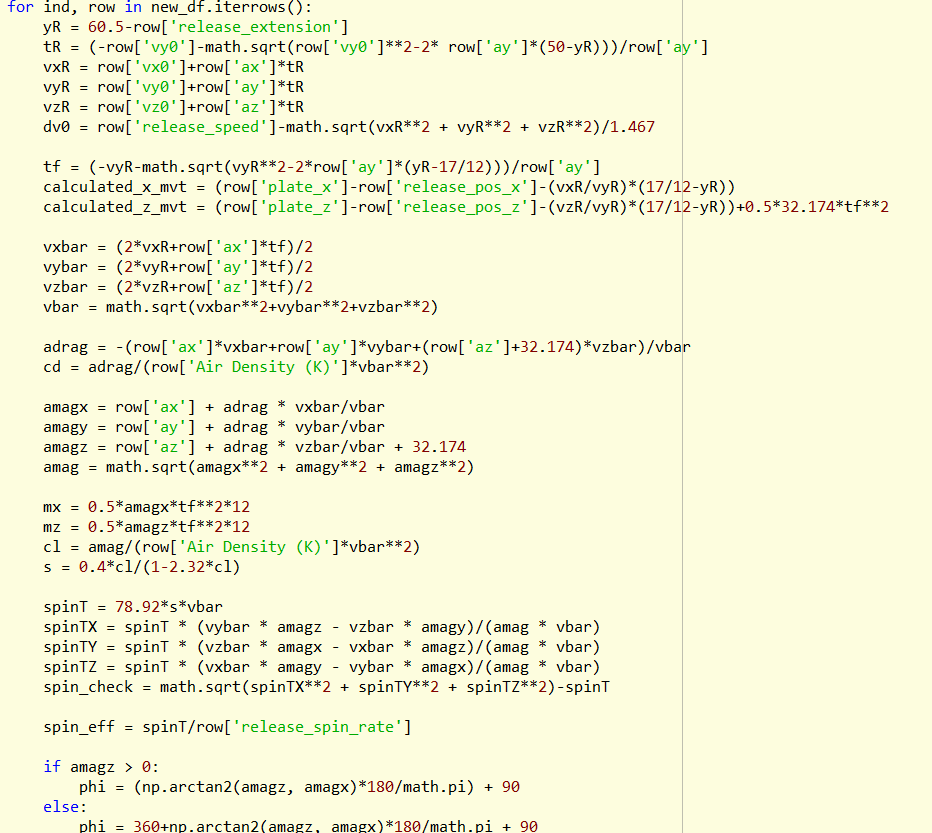 for ind, row in new_df.iterrows():
    yR = 60.5-row['release_extension']
    tR = (-row['vy0']-math.sqrt(row['vy0']**2-2* row['ay']*(50-yR)))/row['ay']
    vxR = row['vx0']+row['ax']*tR
    vyR = row['vy0']+row['ay']*tR
    vzR = row['vz0']+row['az']*tR
    dv0 = row['release_speed']-math.sqrt(vxR**2 + vyR**2 + vzR**2)/1.467

    tf = (-vyR-math.sqrt(vyR**2-2*row['ay']*(yR-17/12)))/row['ay']
    calculated_x_mvt = (row['plate_x']-row['release_pos_x']-(vxR/vyR)*(17/12-yR))
    calculated_z_mvt = (row['plate_z']-row['release_pos_z']-(vzR/vyR)*(17/12-yR))+0.5*32.174*tf**2

    vxbar = (2*vxR+row['ax']*tf)/2
    vybar = (2*vyR+row['ay']*tf)/2
    vzbar = (2*vzR+row['az']*tf)/2
    vbar = math.sqrt(vxbar**2+vybar**2+vzbar**2)

    adrag = -(row['ax']*vxbar+row['ay']*vybar+(row['az']+32.174)*vzbar)/vbar
    cd = adrag/(row['Air Density (K)']*vbar**2)

    amagx = row['ax'] + adrag * vxbar/vbar
    amagy = row['ay'] + adrag * vybar/vbar
    amagz = row['az'] + adrag * vzbar/vbar + 32.174
    amag = math.sqrt(amagx**2 + amagy**2 + amagz**2)

    mx = 0.5*amagx*tf**2*12
    mz = 0.5*amagz*tf**2*12
    cl = amag/(row['Air Density (K)']*vbar**2)
    s = 0.4*cl/(1-2.32*cl)

    spinT = 78.92*s*vbar
    spinTX = spinT * (vybar * amagz - vzbar * amagy)/(amag * vbar)
    spinTY = spinT * (vzbar * amagx - vxbar * amagz)/(amag * vbar)
    spinTZ = spinT * (vxbar * amagy - vybar * amagx)/(amag * vbar)
    spin_check = math.sqrt(spinTX**2 + spinTY**2 + spinTZ**2)-spinT

    spin_eff = spinT/row['release_spin_rate']

    if amagz > 0:
        phi = (np.arctan2(amagz, amagx)*180/math.pi) + 90
    else:
        phi = 360+np.arctan2(amagz, amagx)*180/math.pi + 90